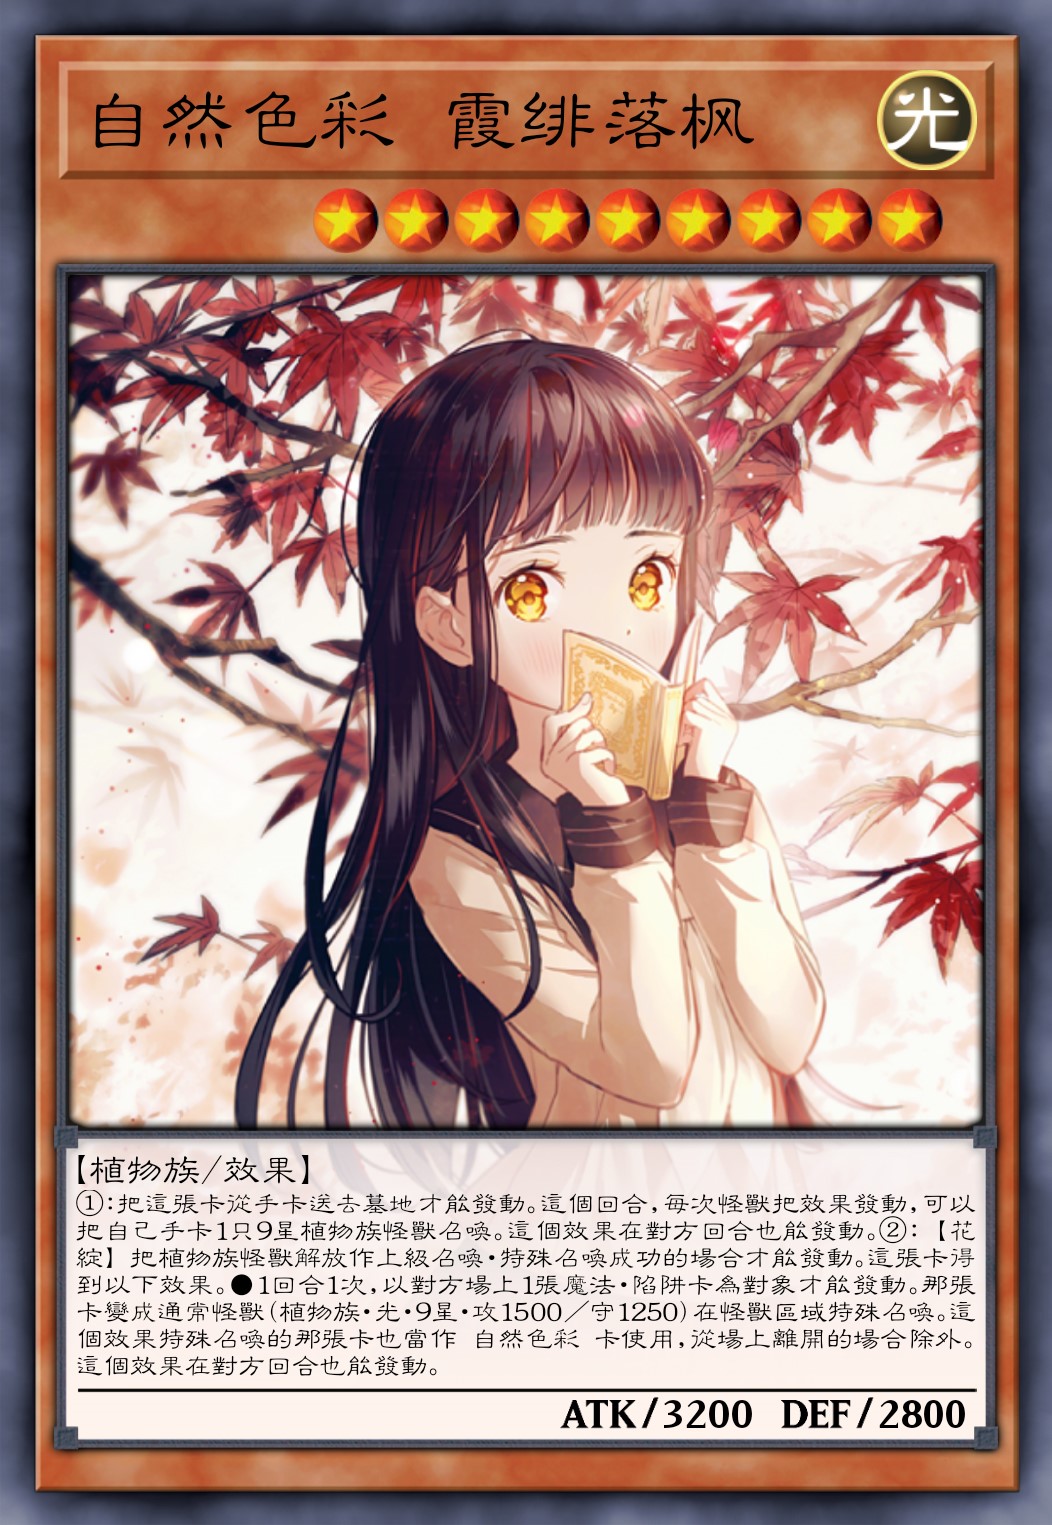 自然色彩 霞绯落枫
光
【植物族/效果】
①:把這張卡從手卡送去墓地才能發動。這個回合,每次怪獸把效果發動,可以
把自己手卡1只9星植物族怪獸召喚。這個效果在對方回合也能發動。②:【花
綻】把植物族怪獸解放作上級召喚・特殊召喚成功的場合才能發動。這張卡得
到以下效果。●1回合1次,以對方場上1張魔法・陷阱卡為對象才能發動。那張
卡變成通常怪獸(植物族・光・9星・攻1500／守1250)在怪獸區域特殊召喚。這
個效果特殊召喚的那張卡也當作 自然色彩 卡使用,從場上離開的場合除外。
這個效果在對方回合也能發動。
ATK/3200 DEF/2800